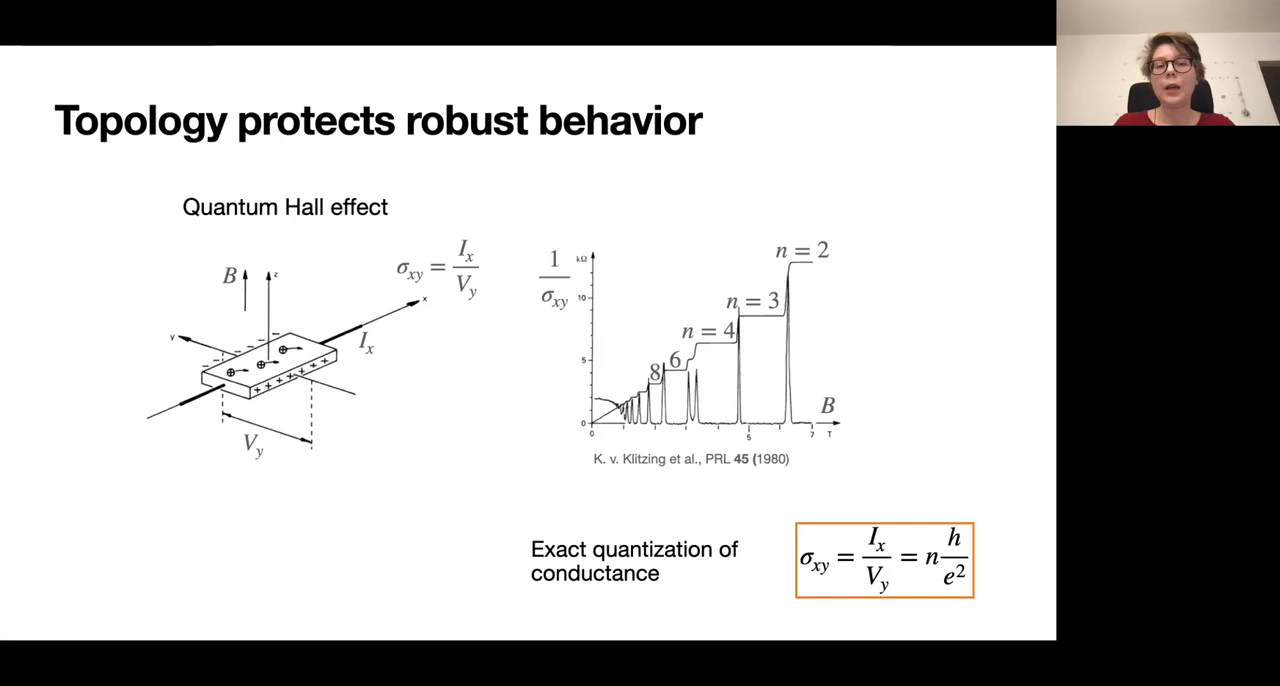 Topology protects robust behavior
Quantum Hall effect
B
z
σxy = Ix / Vy
x
y
Ix
Vy
1 / σxy
kΩ
10
5
0
0
5
7
T
8
6
n = 4
n = 3
n = 2
B
K. v. Klitzing et al., PRL 45 (1980)
Exact quantization of
conductance
σxy = Ix / Vy = n h / e²